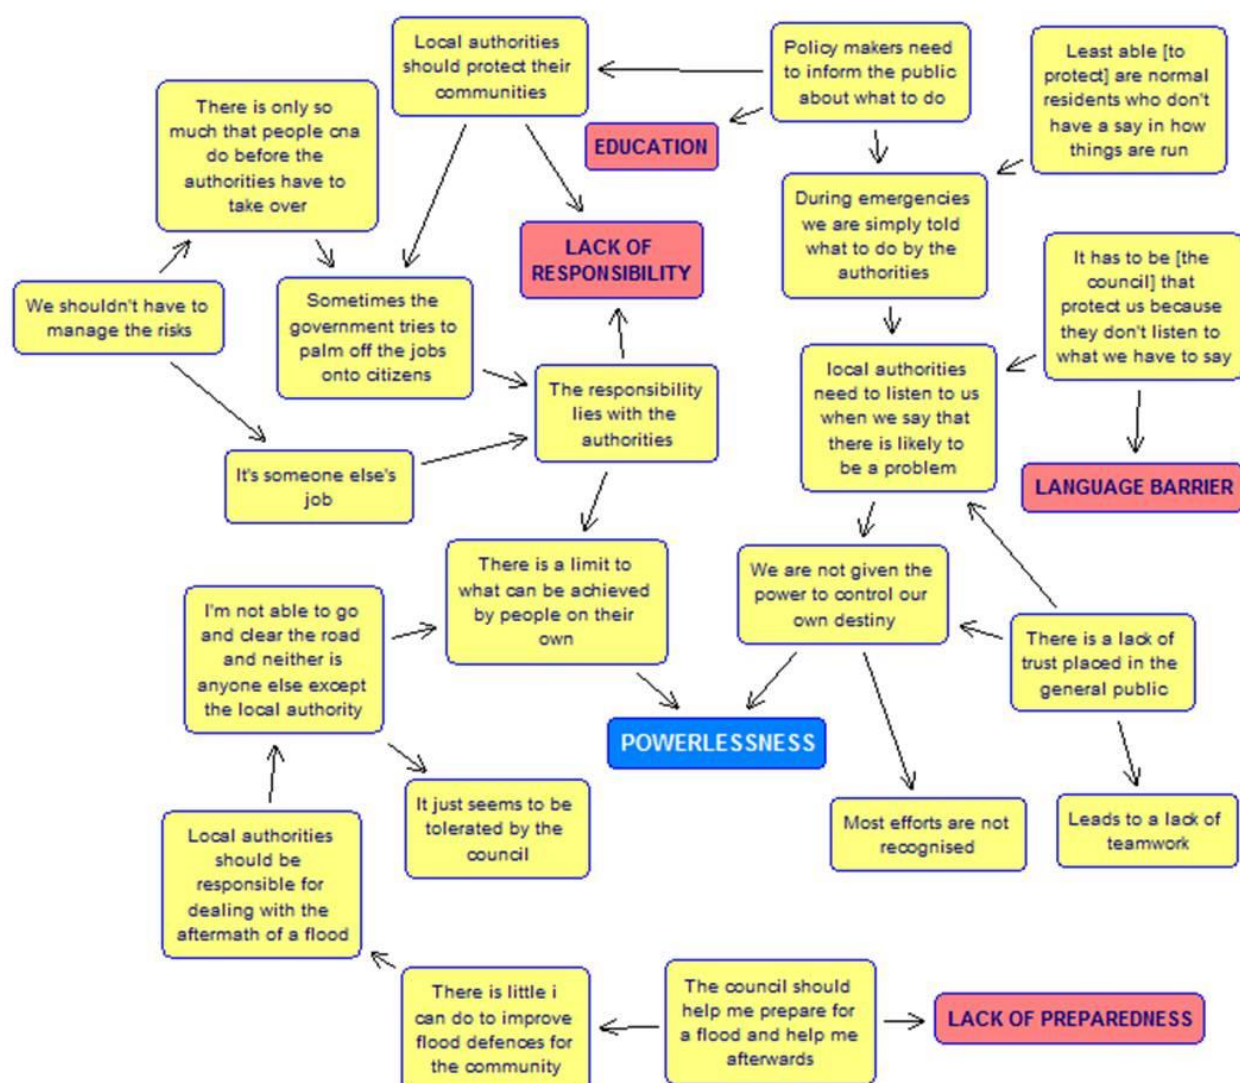 Local authorities
should protect their
communities
Policy makers need
to inform the public
about what to do
Least able [to
protect] are normal
residents who don't
have a say in how
things are run
There is only so
much that people cna
do before the
authorities have to
take over
EDUCATION
During emergencies
we are simply told
what to do by the
authorities
LACK OF
RESPONSIBILITY
It has to be [the
council] that
protect us because
they don't listen to
what we have to say
We shouldn't have to
manage the risks
Sometimes the
government tries to
palm off the jobs
onto citizens
The responsibility
lies with the
authorities
local authorities
need to listen to us
when we say that
there is likely to
be a problem
It's someone else's
job
LANGUAGE BARRIER
There is a limit to
what can be achieved
by people on their
own
We are not given the
power to control our
own destiny
I'm not able to go
and clear the road
and neither is
anyone else except
the local authority
There is a lack of
trust placed in the
general public
POWERLESSNESS
It just seems to be
tolerated by the
council
Most efforts are not
recognised
Leads to a lack of
teamwork
Local authorities
should be
responsible for
dealing with the
aftermath of a flood
There is little i
can do to improve
flood defences for
the community
The council should
help me prepare for
a flood and help me
afterwards
LACK OF PREPAREDNESS